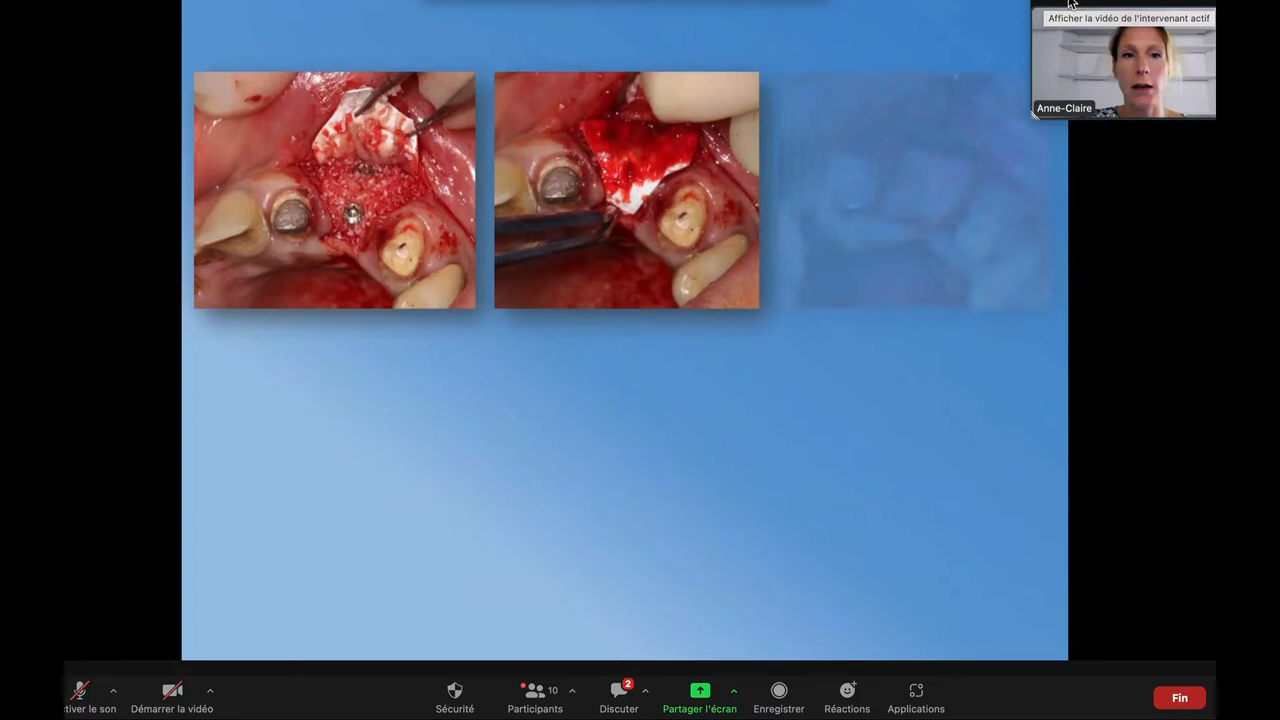 Afficher la vidéo de l'intervenant actif
Anne-Claire
tiver le son
Démarrer la vidéo
Sécurité
10
Participants
2
Discuter
Partager l'écran
Enregistrer
Réactions
Applications
Fin